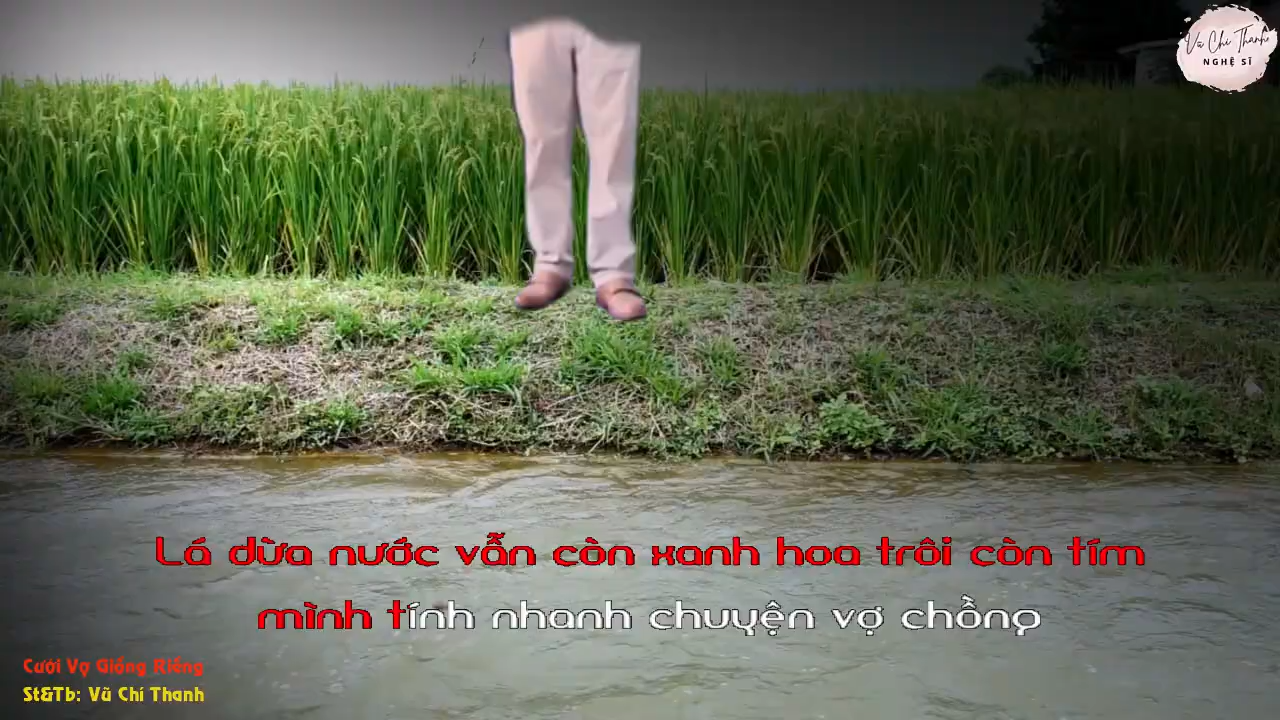 Vũ Chí Thanh
NGHỆ SĨ
Lá dừa nước vẫn còn xanh hoa trôi còn tím
mình tính nhanh chuyện vợ chồng
Cưới Vợ Giồng Riềng
St&Tb: Vũ Chí Thanh